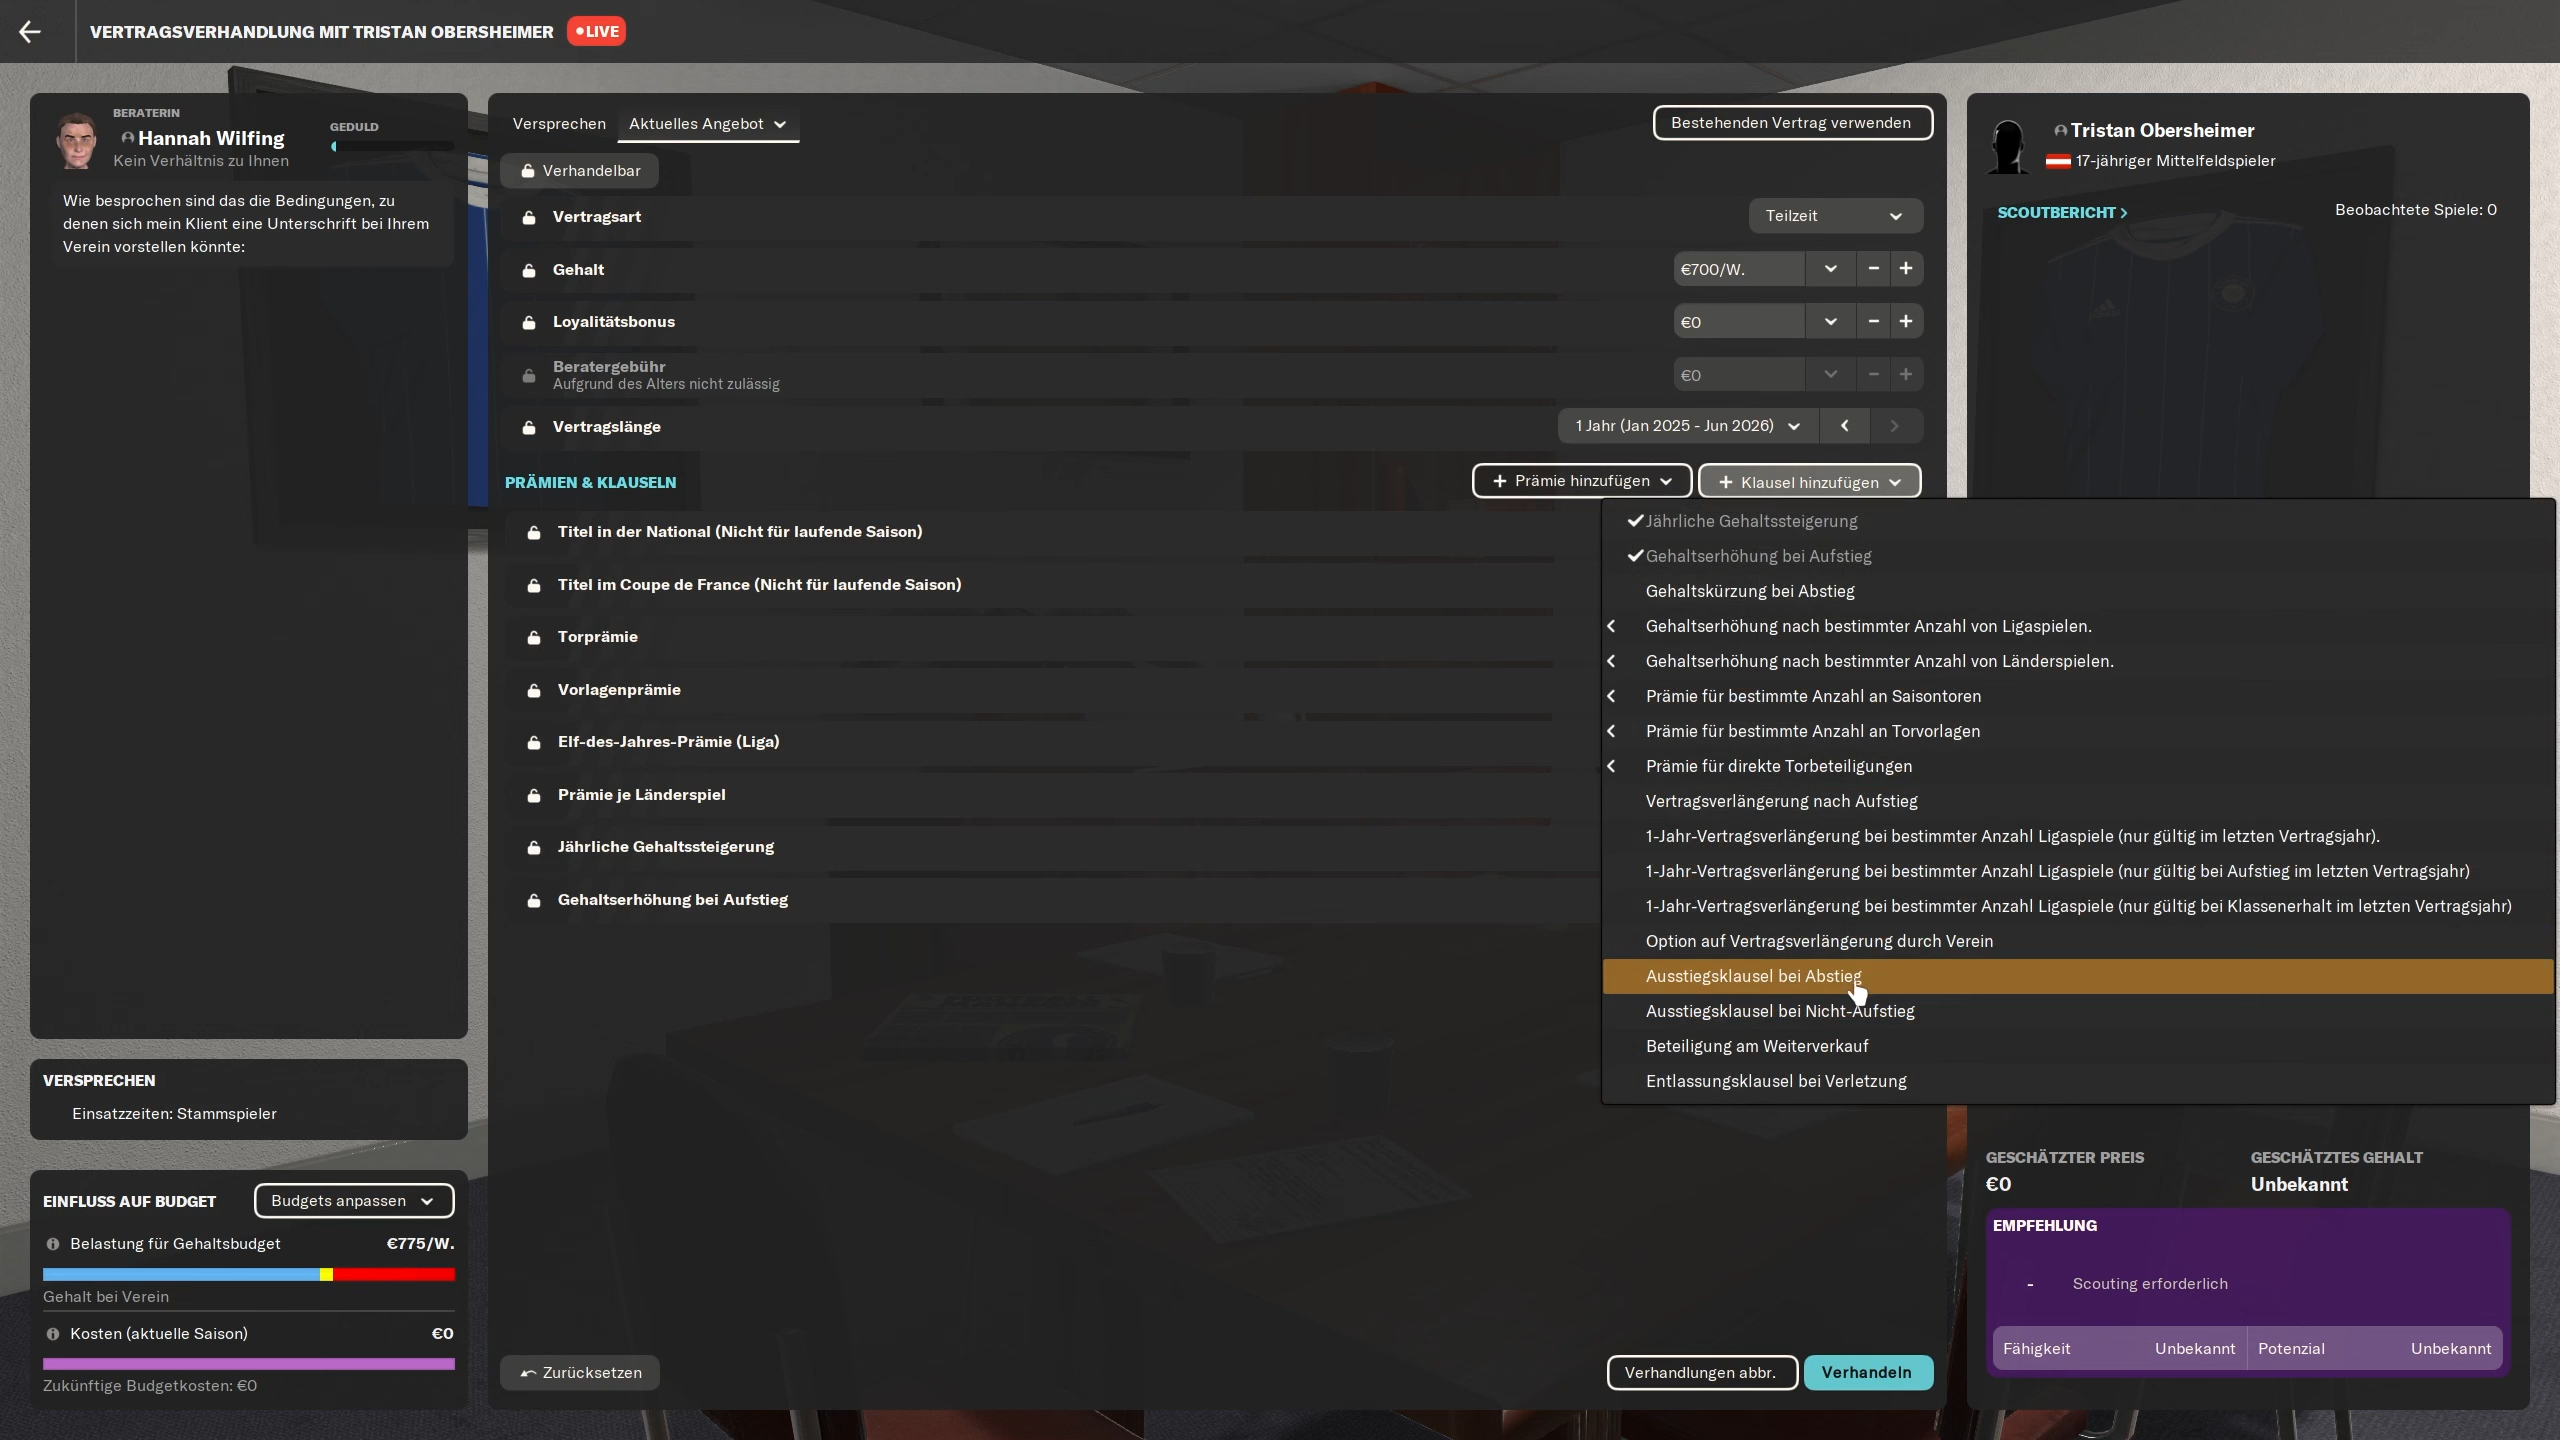 VERTRAGSVERHANDLUNG MIT TRISTAN OBERSHEIMER
LIVE
BERATERIN
Hannah Wilfing
Kein Verhältnis zu Ihnen
GEDULD
Wie besprochen sind das die Bedingungen, zu
denen sich mein Klient eine Unterschrift bei Ihrem
Verein vorstellen könnte:
VERSPRECHEN
Einsatzzeiten: Stammspieler
EINFLUSS AUF BUDGET
Budgets anpassen
Belastung für Gehaltsbudget
€775/W.
Gehalt bei Verein
Kosten (aktuelle Saison)
€0
Zukünftige Budgetkosten: €0
Versprechen
Aktuelles Angebot
Bestehenden Vertrag verwenden
Verhandelbar
Vertragsart
Teilzeit
Gehalt
€700/W.
Loyalitätsbonus
€0
Beratergebühr
Aufgrund des Alters nicht zulässig
€0
Vertragslänge
1 Jahr (Jan 2025 - Jun 2026)
PRÄMIEN & KLAUSELN
+ Prämie hinzufügen
+ Klausel hinzufügen
Titel in der National (Nicht für laufende Saison)
Titel im Coupe de France (Nicht für laufende Saison)
Torprämie
Vorlagenprämie
Elf-des-Jahres-Prämie (Liga)
Prämie je Länderspiel
Jährliche Gehaltssteigerung
Gehaltserhöhung bei Aufstieg
Jährliche Gehaltssteigerung
Gehaltserhöhung bei Aufstieg
Gehaltskürzung bei Abstieg
Gehaltserhöhung nach bestimmter Anzahl von Ligaspielen.
Gehaltserhöhung nach bestimmter Anzahl von Länderspielen.
Prämie für bestimmte Anzahl an Saisontoren
Prämie für bestimmte Anzahl an Torvorlagen
Prämie für direkte Torbeteiligungen
Vertragsverlängerung nach Aufstieg
1-Jahr-Vertragsverlängerung bei bestimmter Anzahl Ligaspiele (nur gültig im letzten Vertragsjahr).
1-Jahr-Vertragsverlängerung bei bestimmter Anzahl Ligaspiele (nur gültig bei Aufstieg im letzten Vertragsjahr)
1-Jahr-Vertragsverlängerung bei bestimmter Anzahl Ligaspiele (nur gültig bei Klassenerhalt im letzten Vertragsjahr)
Option auf Vertragsverlängerung durch Verein
Ausstiegsklausel bei Abstieg
Ausstiegsklausel bei Nicht-Aufstieg
Beteiligung am Weiterverkauf
Entlassungsklausel bei Verletzung
Zurücksetzen
Verhandlungen abbr.
Verhandeln
Tristan Obersheimer
17-jähriger Mittelfeldspieler
SCOUTBERICHT
Beobachtete Spiele: 0
GESCHÄTZTER PREIS
€0
GESCHÄTZTES GEHALT
Unbekannt
EMPFEHLUNG
- Scouting erforderlich
Fähigkeit
Unbekannt
Potenzial
Unbekannt